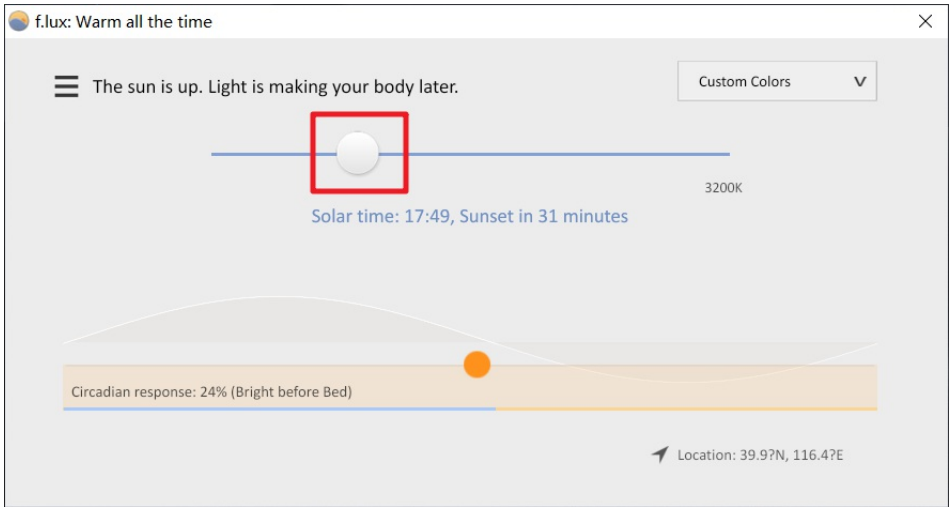 f.lux: Warm all the time
The sun is up. Light is making your body later.
Custom Colors
3200K
Solar time: 17:49, Sunset in 31 minutes
Circadian response: 24% (Bright before Bed)
Location: 39.9?N, 116.4?E